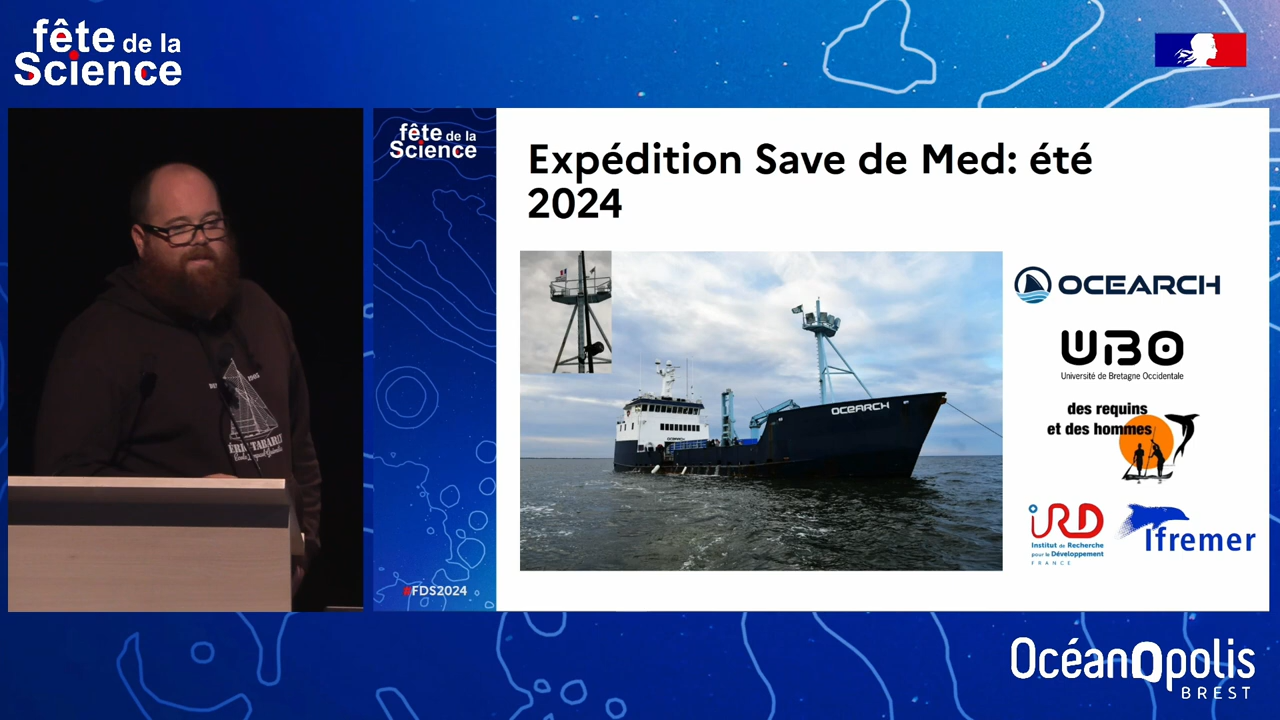 fête de la
Science
fête de la
Science
Expédition Save de Med: été
2024
OCEARCH
OCEARCH
UBO
Université de Bretagne Occidentale
des requins
et des hommes
iRD
Institut de Recherche
pour le Développement
FRANCE
Ifremer
1985
#FDS2024
OcéanOpolis
BREST